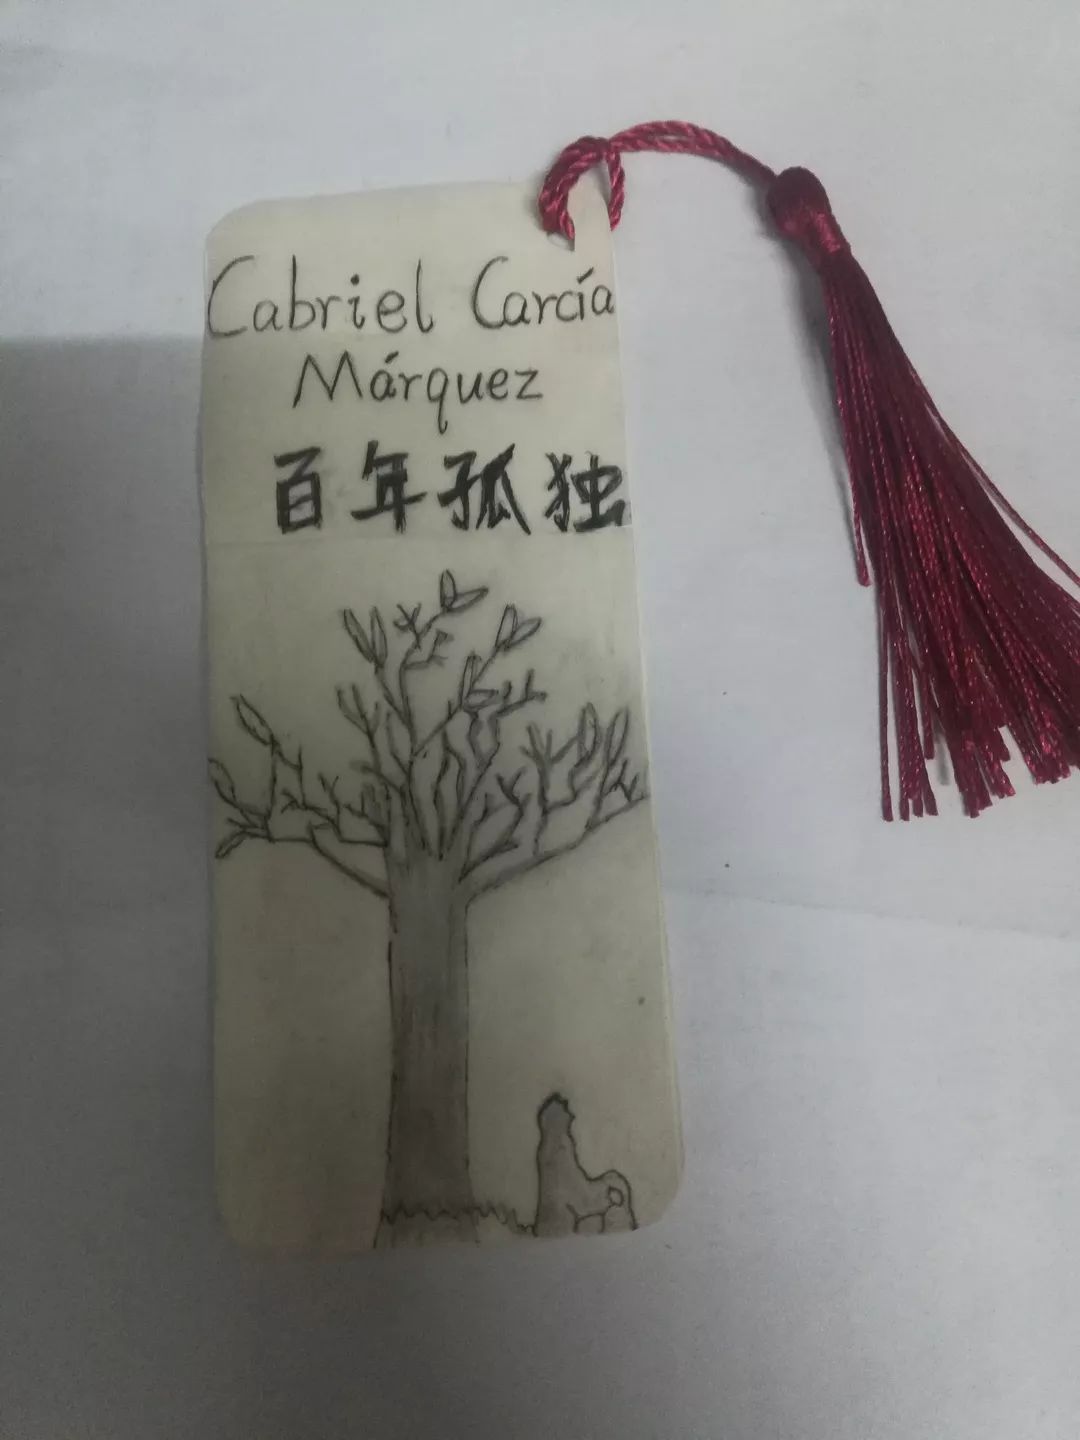 Cabriel Carcía
Márquez
百年孤独